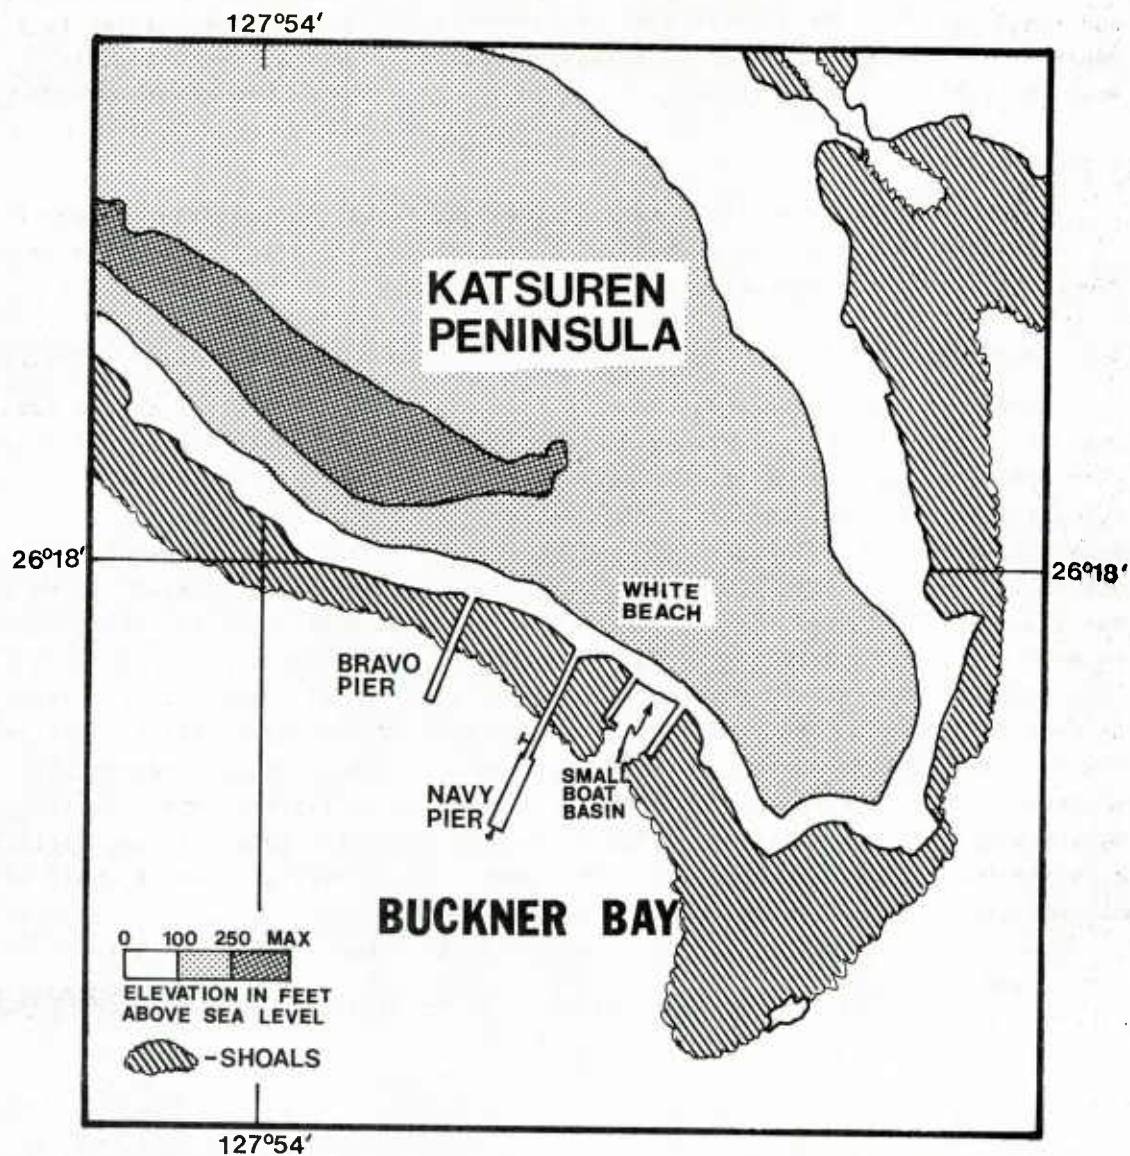 127°54'
KATSUREN
PENINSULA
26°18'
26°18'
WHITE
BEACH
BRAVO
PIER
NAVY
PIER
SMALL
BOAT
BASIN
BUCKNER BAY
0 100 250 MAX
ELEVATION IN FEET
ABOVE SEA LEVEL
-SHOALS
127°54'